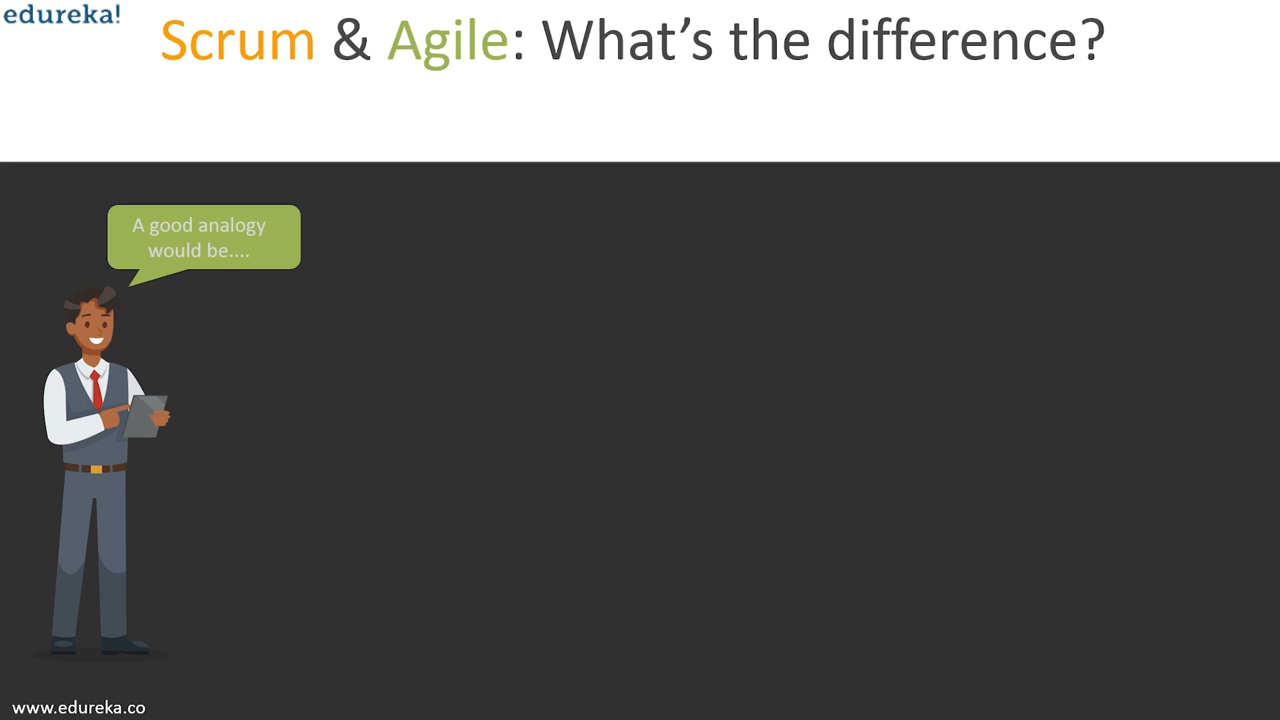 edureka!
Scrum & Agile: What’s the difference?
A good analogy
would be....
www.edureka.co